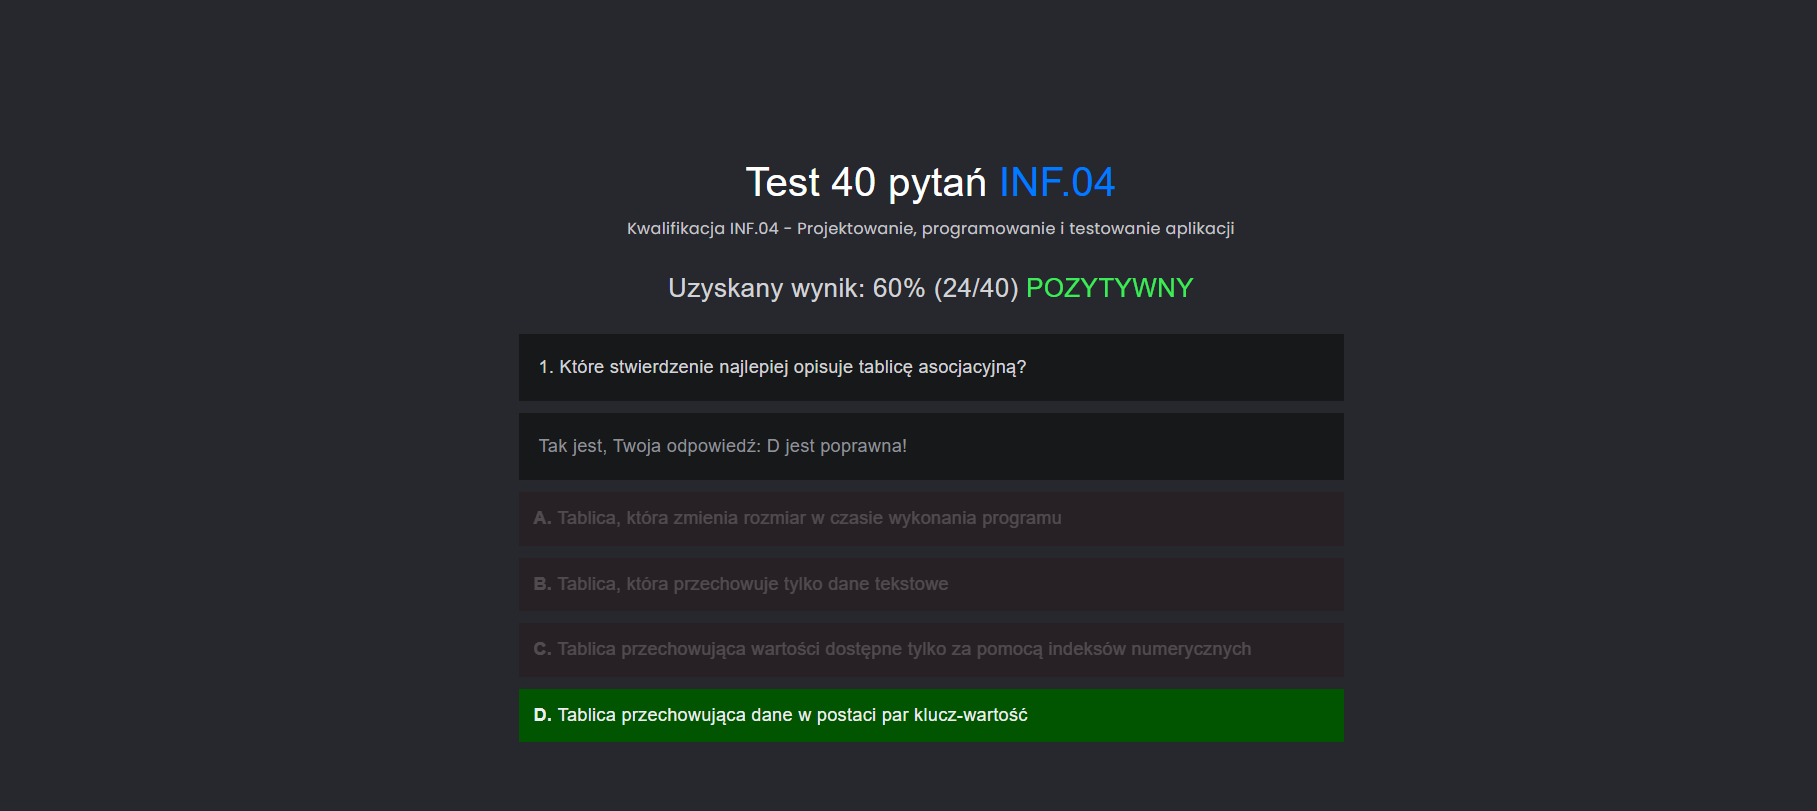 Test 40 pytań INF.04
Kwalifikacja INF.04 - Projektowanie, programowanie i testowanie aplikacji
Uzyskany wynik: 60% (24/40) POZYTYWNY
1. Które stwierdzenie najlepiej opisuje tablicę asocjacyjną?
Tak jest, Twoja odpowiedź: D jest poprawna!
A. Tablica, która zmienia rozmiar w czasie wykonania programu
B. Tablica, która przechowuje tylko dane tekstowe
C. Tablica przechowująca wartości dostępne tylko za pomocą indeksów numerycznych
D. Tablica przechowująca dane w postaci par klucz-wartość